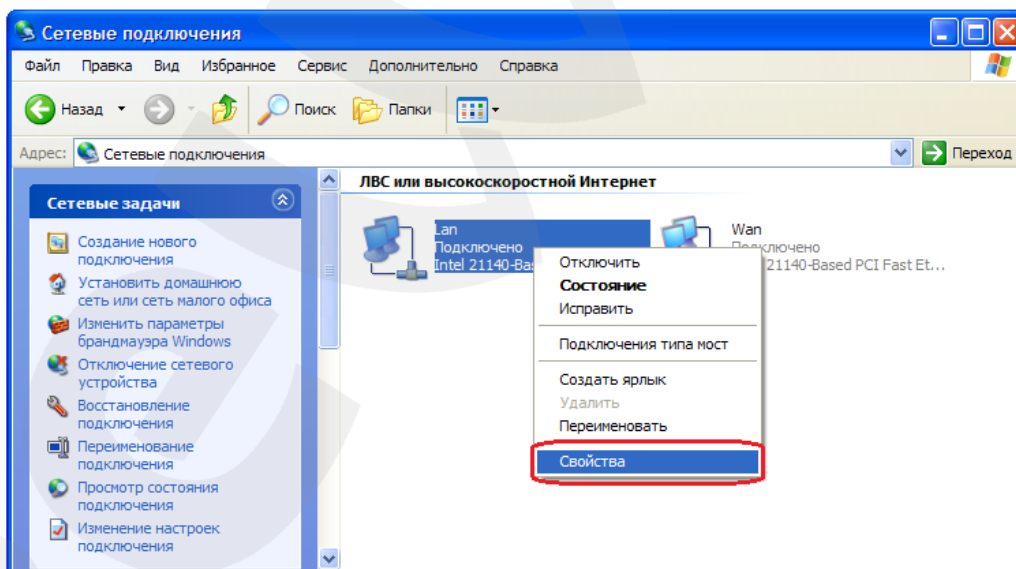 Сетевые подключения
Файл Правка Вид Избранное Сервис Дополнительно Справка
Назад Поиск Папки
Адрес: Сетевые подключения Переход
Сетевые задачи
Создание нового
подключения
Установить домашнюю
сеть или сеть малого офиса
Изменить параметры
брандмауэра Windows
Отключение сетевого
устройства
Восстановление
подключения
Переименование
подключения
Просмотр состояния
подключения
Изменение настроек
подключения
ЛВС или высокоскоростной Интернет
Lan
Подключено
Intel 21140-Bas
Wan
Подключено
21140-Based PCI Fast Et...
Отключить
Состояние
Исправить
Подключения типа мост
Создать ярлык
Удалить
Переименовать
Свойства